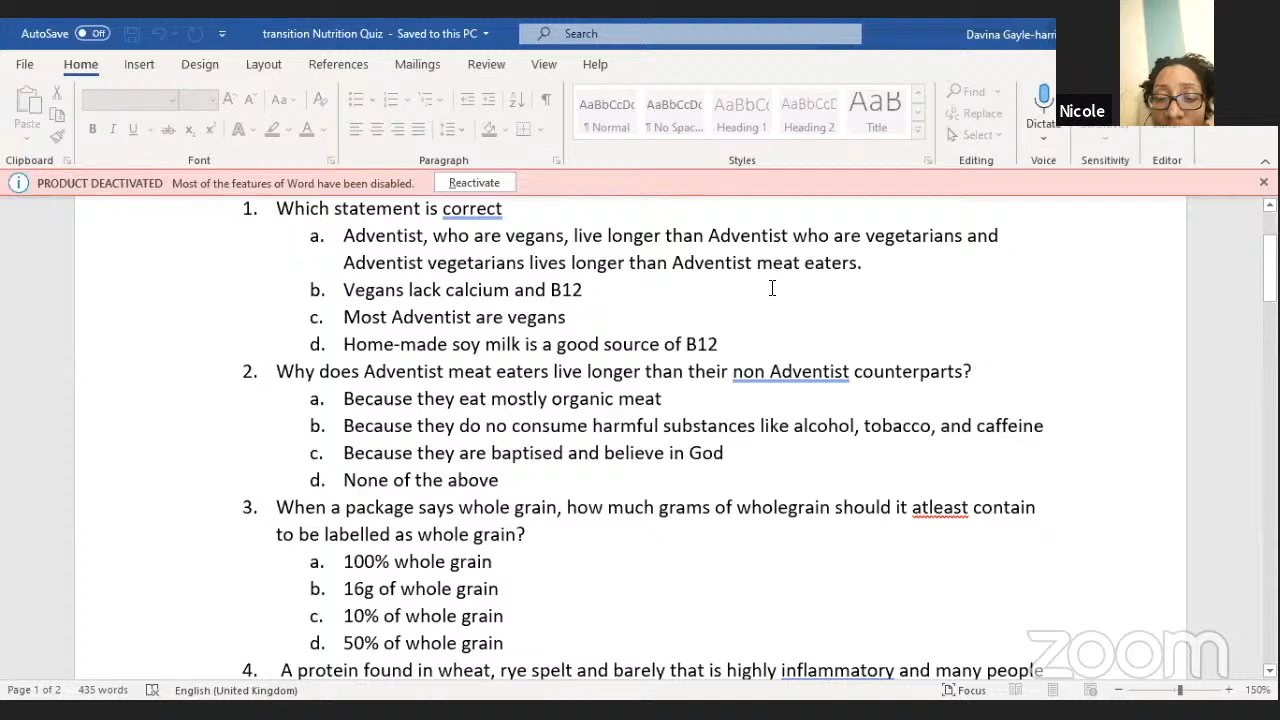 AutoSave Off transition Nutrition Quiz - Saved to this PC Search Davina Gayle-harri
File Home Insert Design Layout References Mailings Review View Help
Nicole
Paste
B I U ab x₂ x² A A
Aa
AaBbCcDc AaBbCcDc AaBbCc AaBbCcD AaB
¶ Normal ¶ No Spac... Heading 1 Heading 2 Title
Find
Replace
Select
Dictate
Clipboard Font Paragraph Styles Editing Voice Sensitivity Editor
PRODUCT DEACTIVATED Most of the features of Word have been disabled. Reactivate
1. Which statement is correct
a. Adventist, who are vegans, live longer than Adventist who are vegetarians and
Adventist vegetarians lives longer than Adventist meat eaters.
b. Vegans lack calcium and B12
c. Most Adventist are vegans
d. Home-made soy milk is a good source of B12
2. Why does Adventist meat eaters live longer than their non Adventist counterparts?
a. Because they eat mostly organic meat
b. Because they do no consume harmful substances like alcohol, tobacco, and caffeine
c. Because they are baptised and believe in God
d. None of the above
3. When a package says whole grain, how much grams of wholegrain should it atleast contain
to be labelled as whole grain?
a. 100% whole grain
b. 16g of whole grain
c. 10% of whole grain
d. 50% of whole grain
4. A protein found in wheat, rye spelt and barely that is highly inflammatory and many people
zoom
Page 1 of 2 435 words English (United Kingdom) Focus 150%